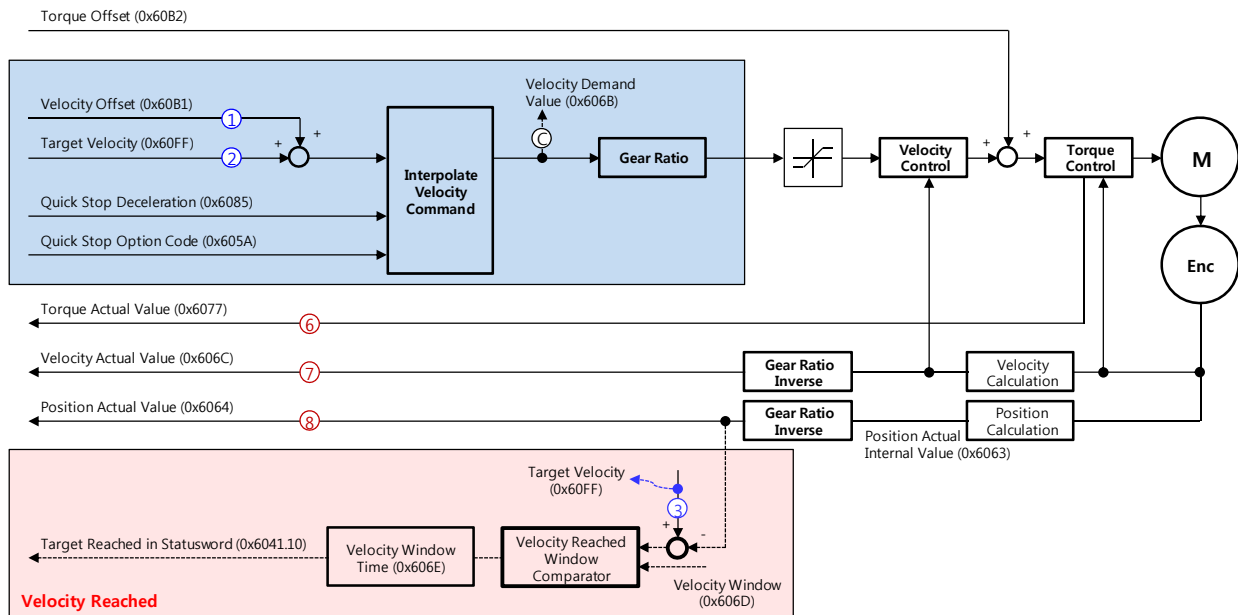 Torque Offset (0x60B2)
Velocity Offset (0x60B1)
1
+
Target Velocity (0x60FF)
2
+
Quick Stop Deceleration (0x6085)
Quick Stop Option Code (0x605A)
Interpolate
Velocity
Command
Velocity Demand
Value (0x606B)
C
Gear Ratio
Velocity
Control
+
+
Torque
Control
M
Enc
Torque Actual Value (0x6077)
6
Velocity Actual Value (0x606C)
7
Gear Ratio
Inverse
Velocity
Calculation
Position Actual Value (0x6064)
8
Gear Ratio
Inverse
Position Actual
Internal Value (0x6063)
Position
Calculation
Target Velocity
(0x60FF)
3
+
-
Target Reached in Statusword (0x6041.10)
Velocity Window
Time (0x606E)
Velocity Reached
Window
Comparator
Velocity Window
(0x606D)
Velocity Reached